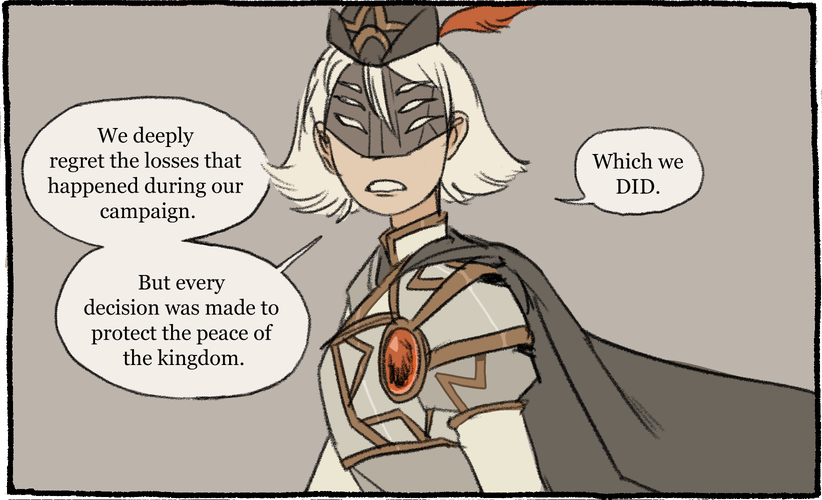 We deeply
regret the losses that
happened during our
campaign.
But every
decision was made to
protect the peace of
the kingdom.
Which we
DID.